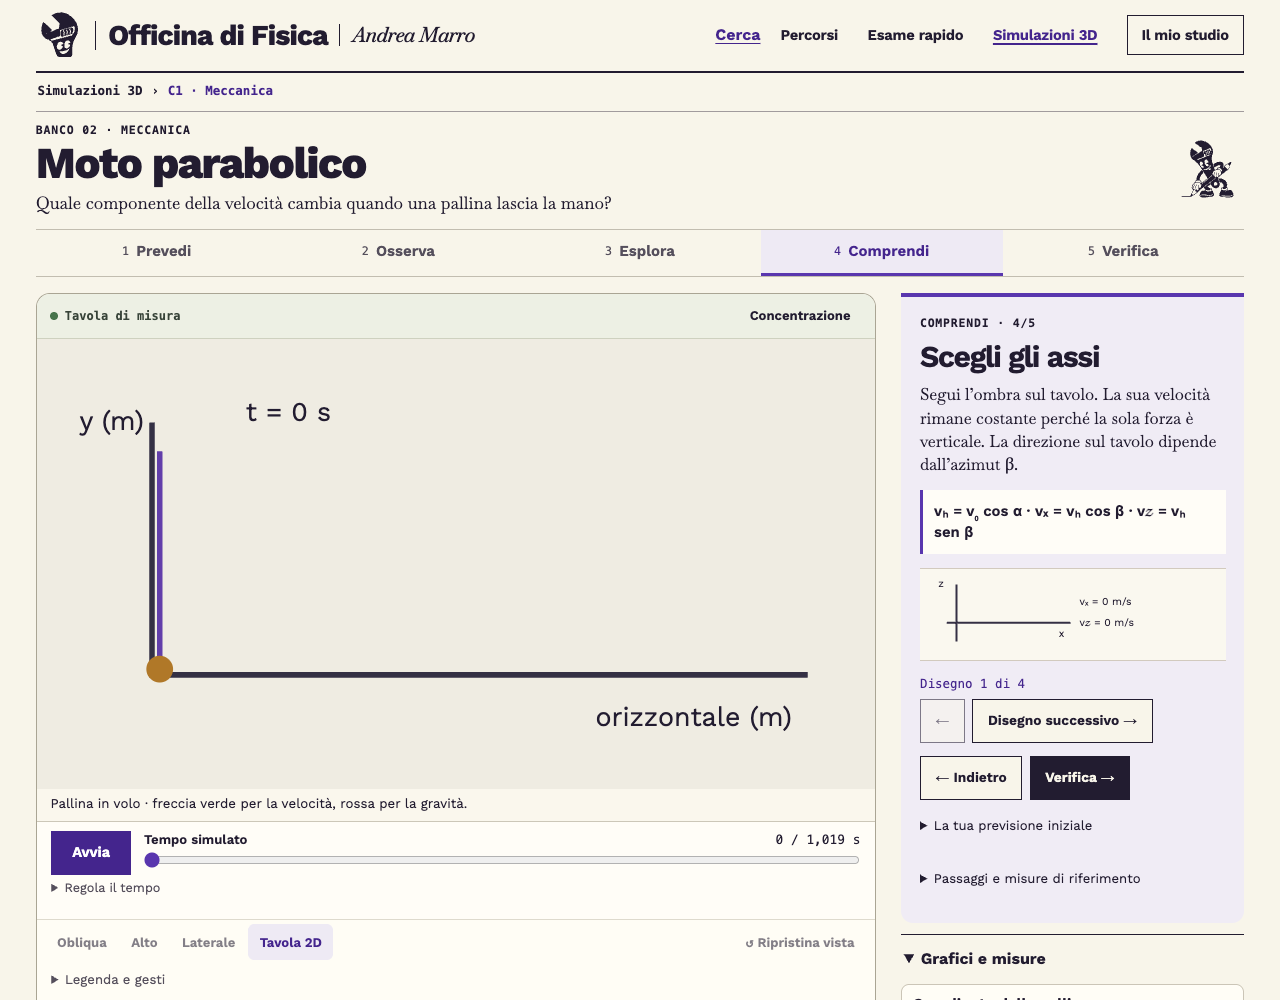 Officina di Fisica
Andrea Marro
Cerca
Percorsi
Esame rapido
Simulazioni 3D
Il mio studio
Simulazioni 3D › C1 · Meccanica
BANCO 02 · MECCANICA
Moto parabolico
Quale componente della velocità cambia quando una pallina lascia la mano?
1 Prevedi
2 Osserva
3 Esplora
4 Comprendi
5 Verifica
Tavola di misura
Concentrazione
y (m)
t = 0 s
orizzontale (m)
Pallina in volo · freccia verde per la velocità, rossa per la gravità.
Avvia
Tempo simulato
0 / 1,019 s
▶ Regola il tempo
Obliqua
Alto
Laterale
Tavola 2D
↺ Ripristina vista
▶ Legenda e gesti
COMPRENDI · 4/5
Scegli gli assi
Segui l’ombra sul tavolo. La sua velocità
rimane costante perché la sola forza è
verticale. La direzione sul tavolo dipende
dall’azimut β.
vₕ = v₀ cos α · vₓ = vₕ cos β · v𝓏 = vₕ
sen β
z
x
vₓ = 0 m/s
v𝓏 = 0 m/s
Disegno 1 di 4
←
Disegno successivo →
← Indietro
Verifica →
▶ La tua previsione iniziale
▶ Passaggi e misure di riferimento
▼ Grafici e misure